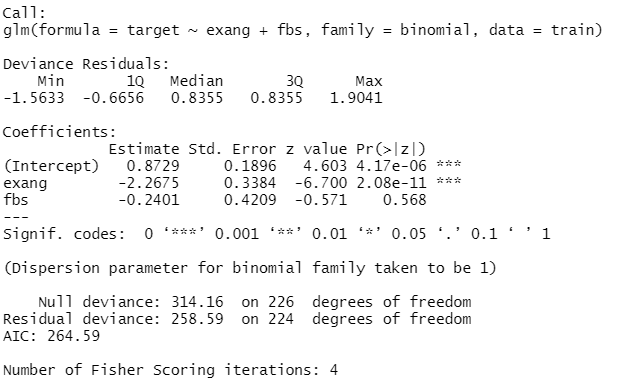 Call:
glm(formula = target ~ exang + fbs, family = binomial, data = train)
Deviance Residuals:
Min 1Q Median 3Q Max
-1.5633 -0.6656 0.8355 0.8355 1.9041
Coefficients:
Estimate Std. Error z value Pr(>|z|)
(Intercept) 0.8729 0.1896 4.603 4.17e-06 ***
exang -2.2675 0.3384 -6.700 2.08e-11 ***
fbs -0.2401 0.4209 -0.571 0.568
---
Signif. codes: 0 ‘***’ 0.001 ‘**’ 0.01 ‘*’ 0.05 ‘.’ 0.1 ‘ ’ 1
(Dispersion parameter for binomial family taken to be 1)
Null deviance: 314.16 on 226 degrees of freedom
Residual deviance: 258.59 on 224 degrees of freedom
AIC: 264.59
Number of Fisher Scoring iterations: 4